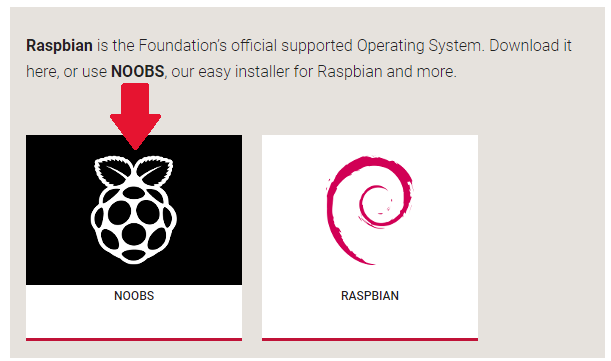 Raspbian is the Foundation's official supported Operating System. Download it
here, or use NOOBS, our easy installer for Raspbian and more.
NOOBS
RASPBIAN